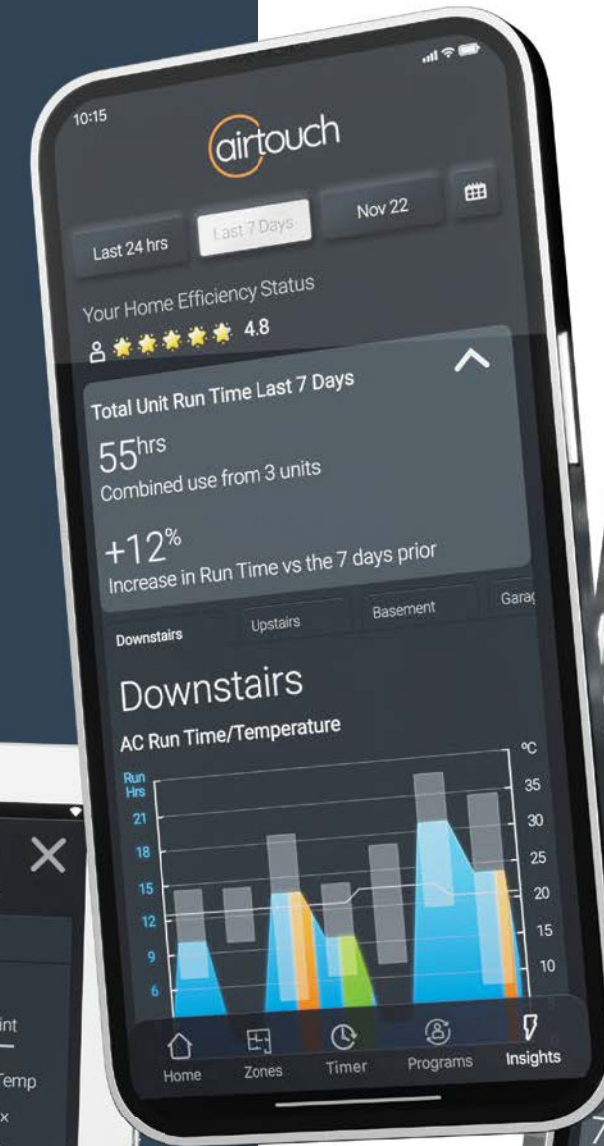 10:15
airtouch
Last 24 hrs
Last 7 Days
Nov 22
Your Home Efficiency Status
4.8
Total Unit Run Time Last 7 Days
55hrs
Combined use from 3 units
+12%
Increase in Run Time vs the 7 days prior
Downstairs
Upstairs
Basement
Downstairs
AC Run Time/Temperature
Run
Hrs
21
18
15
12
9
6
ºC
35
30
25
20
15
10
Home
Zones
Timer
Programs
Insights
Temp